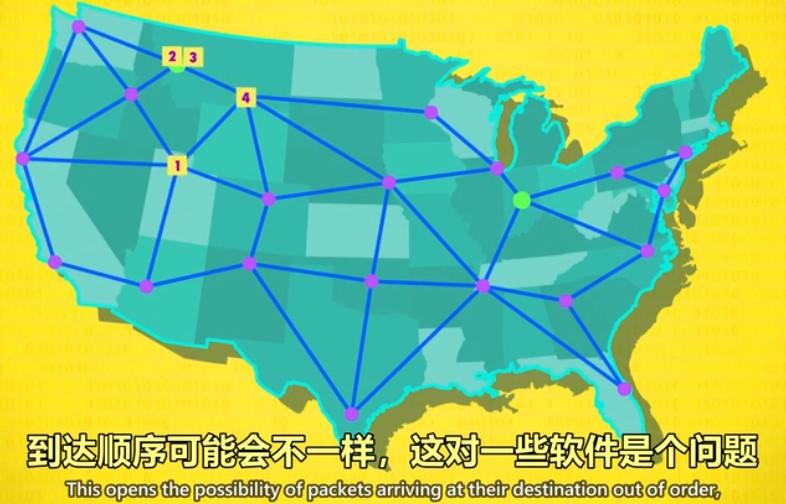 2 3
4
1
到达顺序可能会不一样，这对一些软件是个问题
This opens the possibility of packets arriving at their destination out of order,